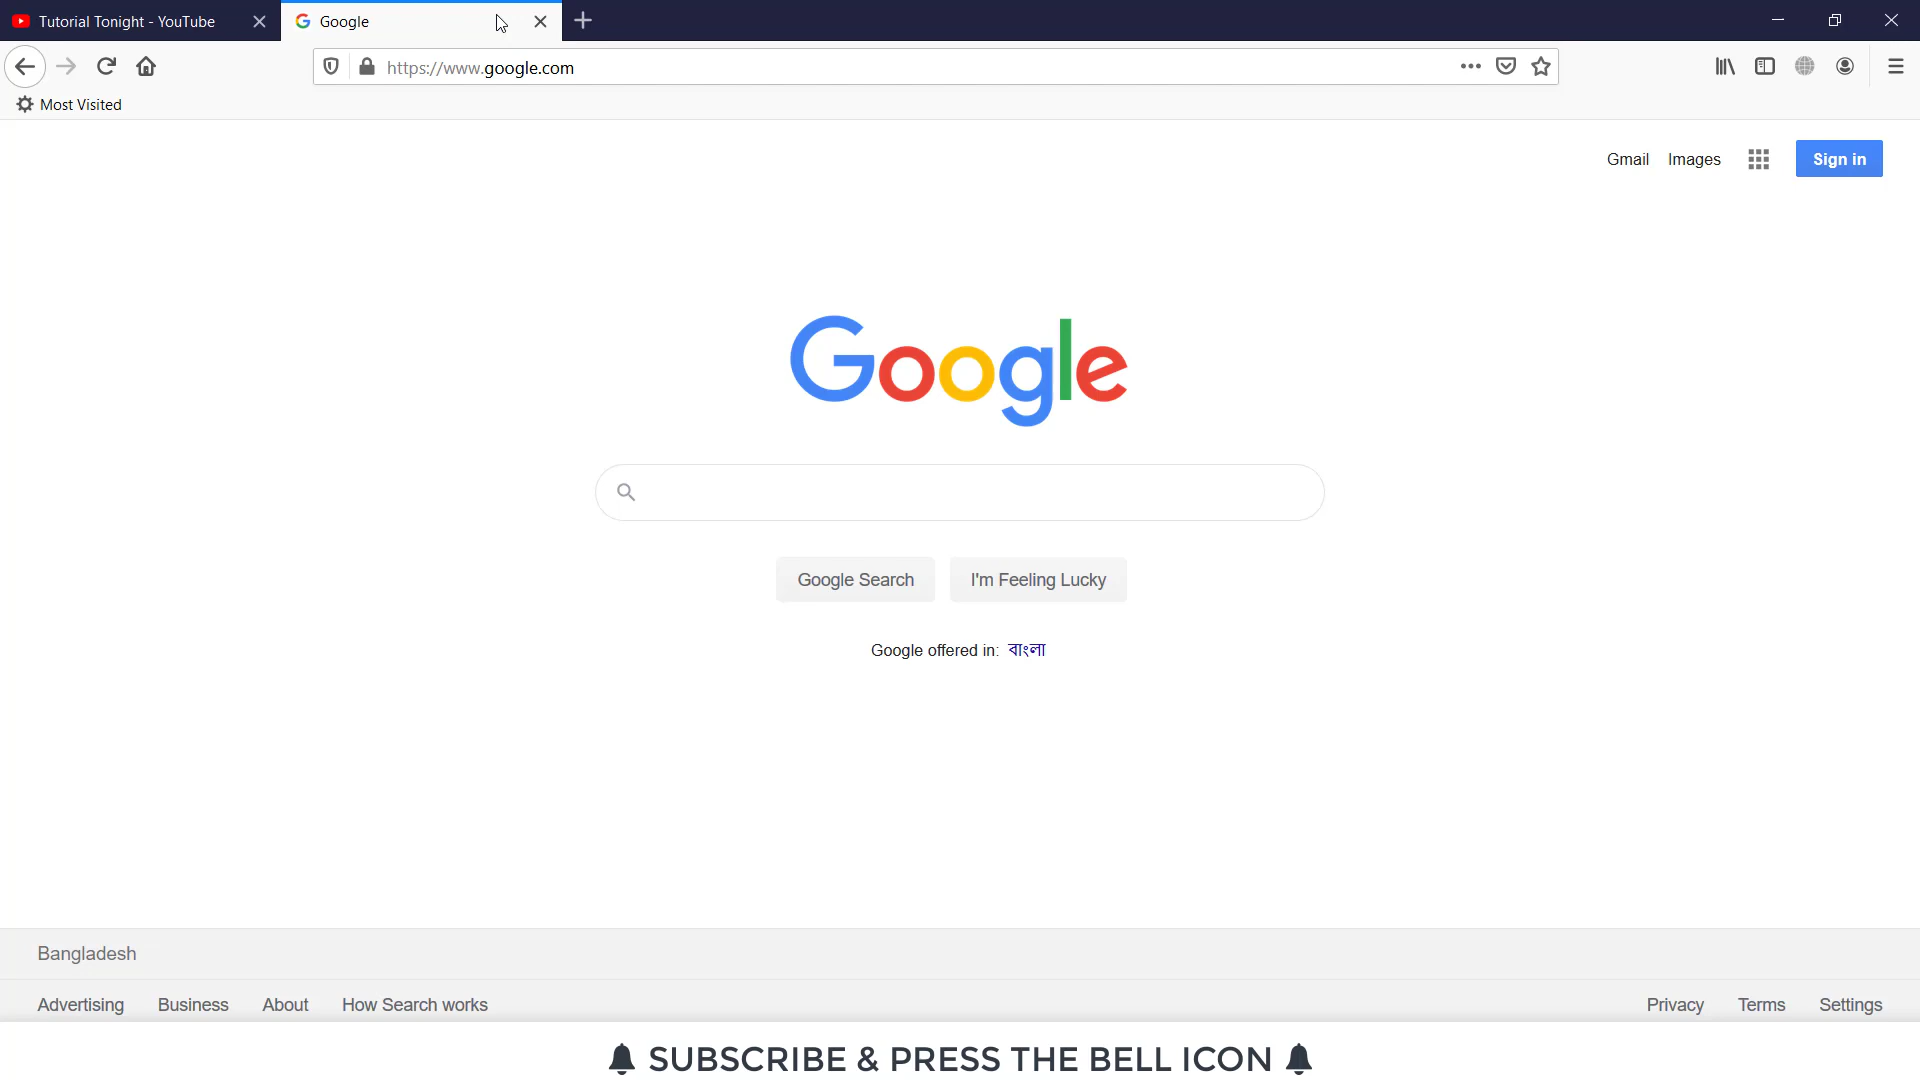 Tutorial Tonight - YouTube
Google
https://www.google.com
Most Visited
Gmail Images Sign in
Google
Google Search I'm Feeling Lucky
Google offered in: বাংলা
Bangladesh
Advertising Business About How Search works Privacy Terms Settings
SUBSCRIBE & PRESS THE BELL ICON